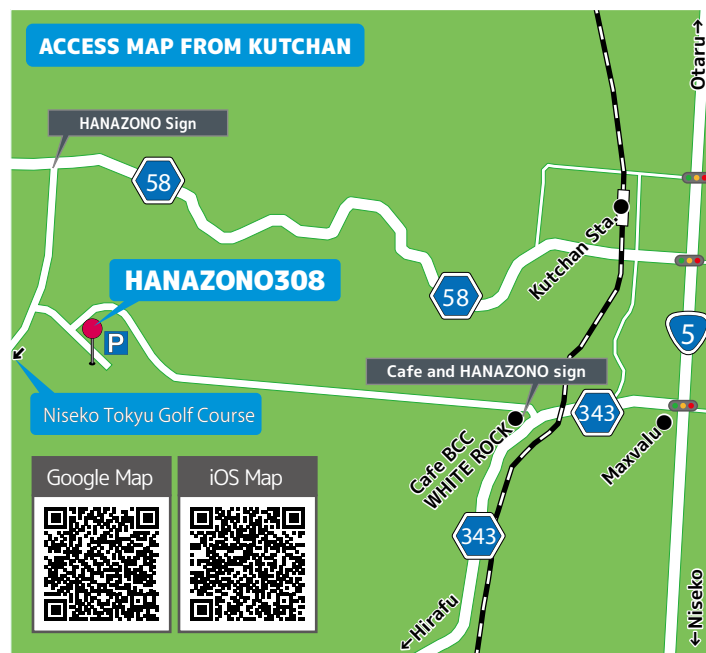 ACCESS MAP FROM KUTCHAN
Otaru→
HANAZONO Sign
58
Kutchan Sta.
HANAZONO308
58
P
5
Cafe and HANAZONO sign
Niseko Tokyu Golf Course
343
Cafe BCC
WHITE ROCK
Maxvalu
Google Map
iOS Map
343
←Hirafu
←Niseko